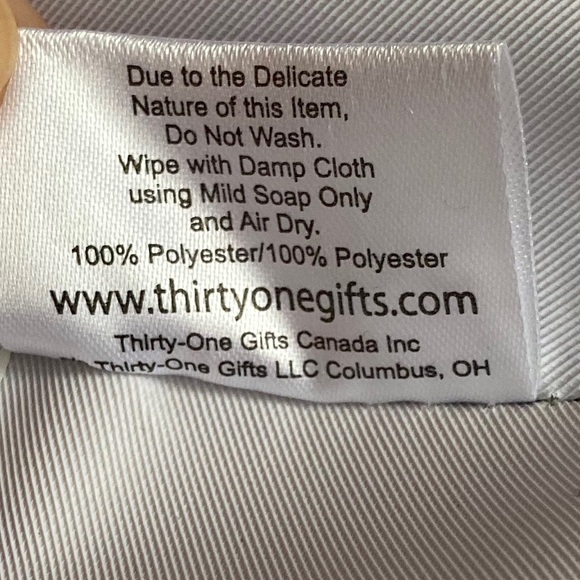 Due to the Delicate
Nature of this Item,
Do Not Wash.
Wipe with Damp Cloth
using Mild Soap Only
and Air Dry.
100% Polyester/100% Polyester
www.thirtyonegifts.com
Thirty-One Gifts Canada Inc
Thirty-One Gifts LLC Columbus, OH